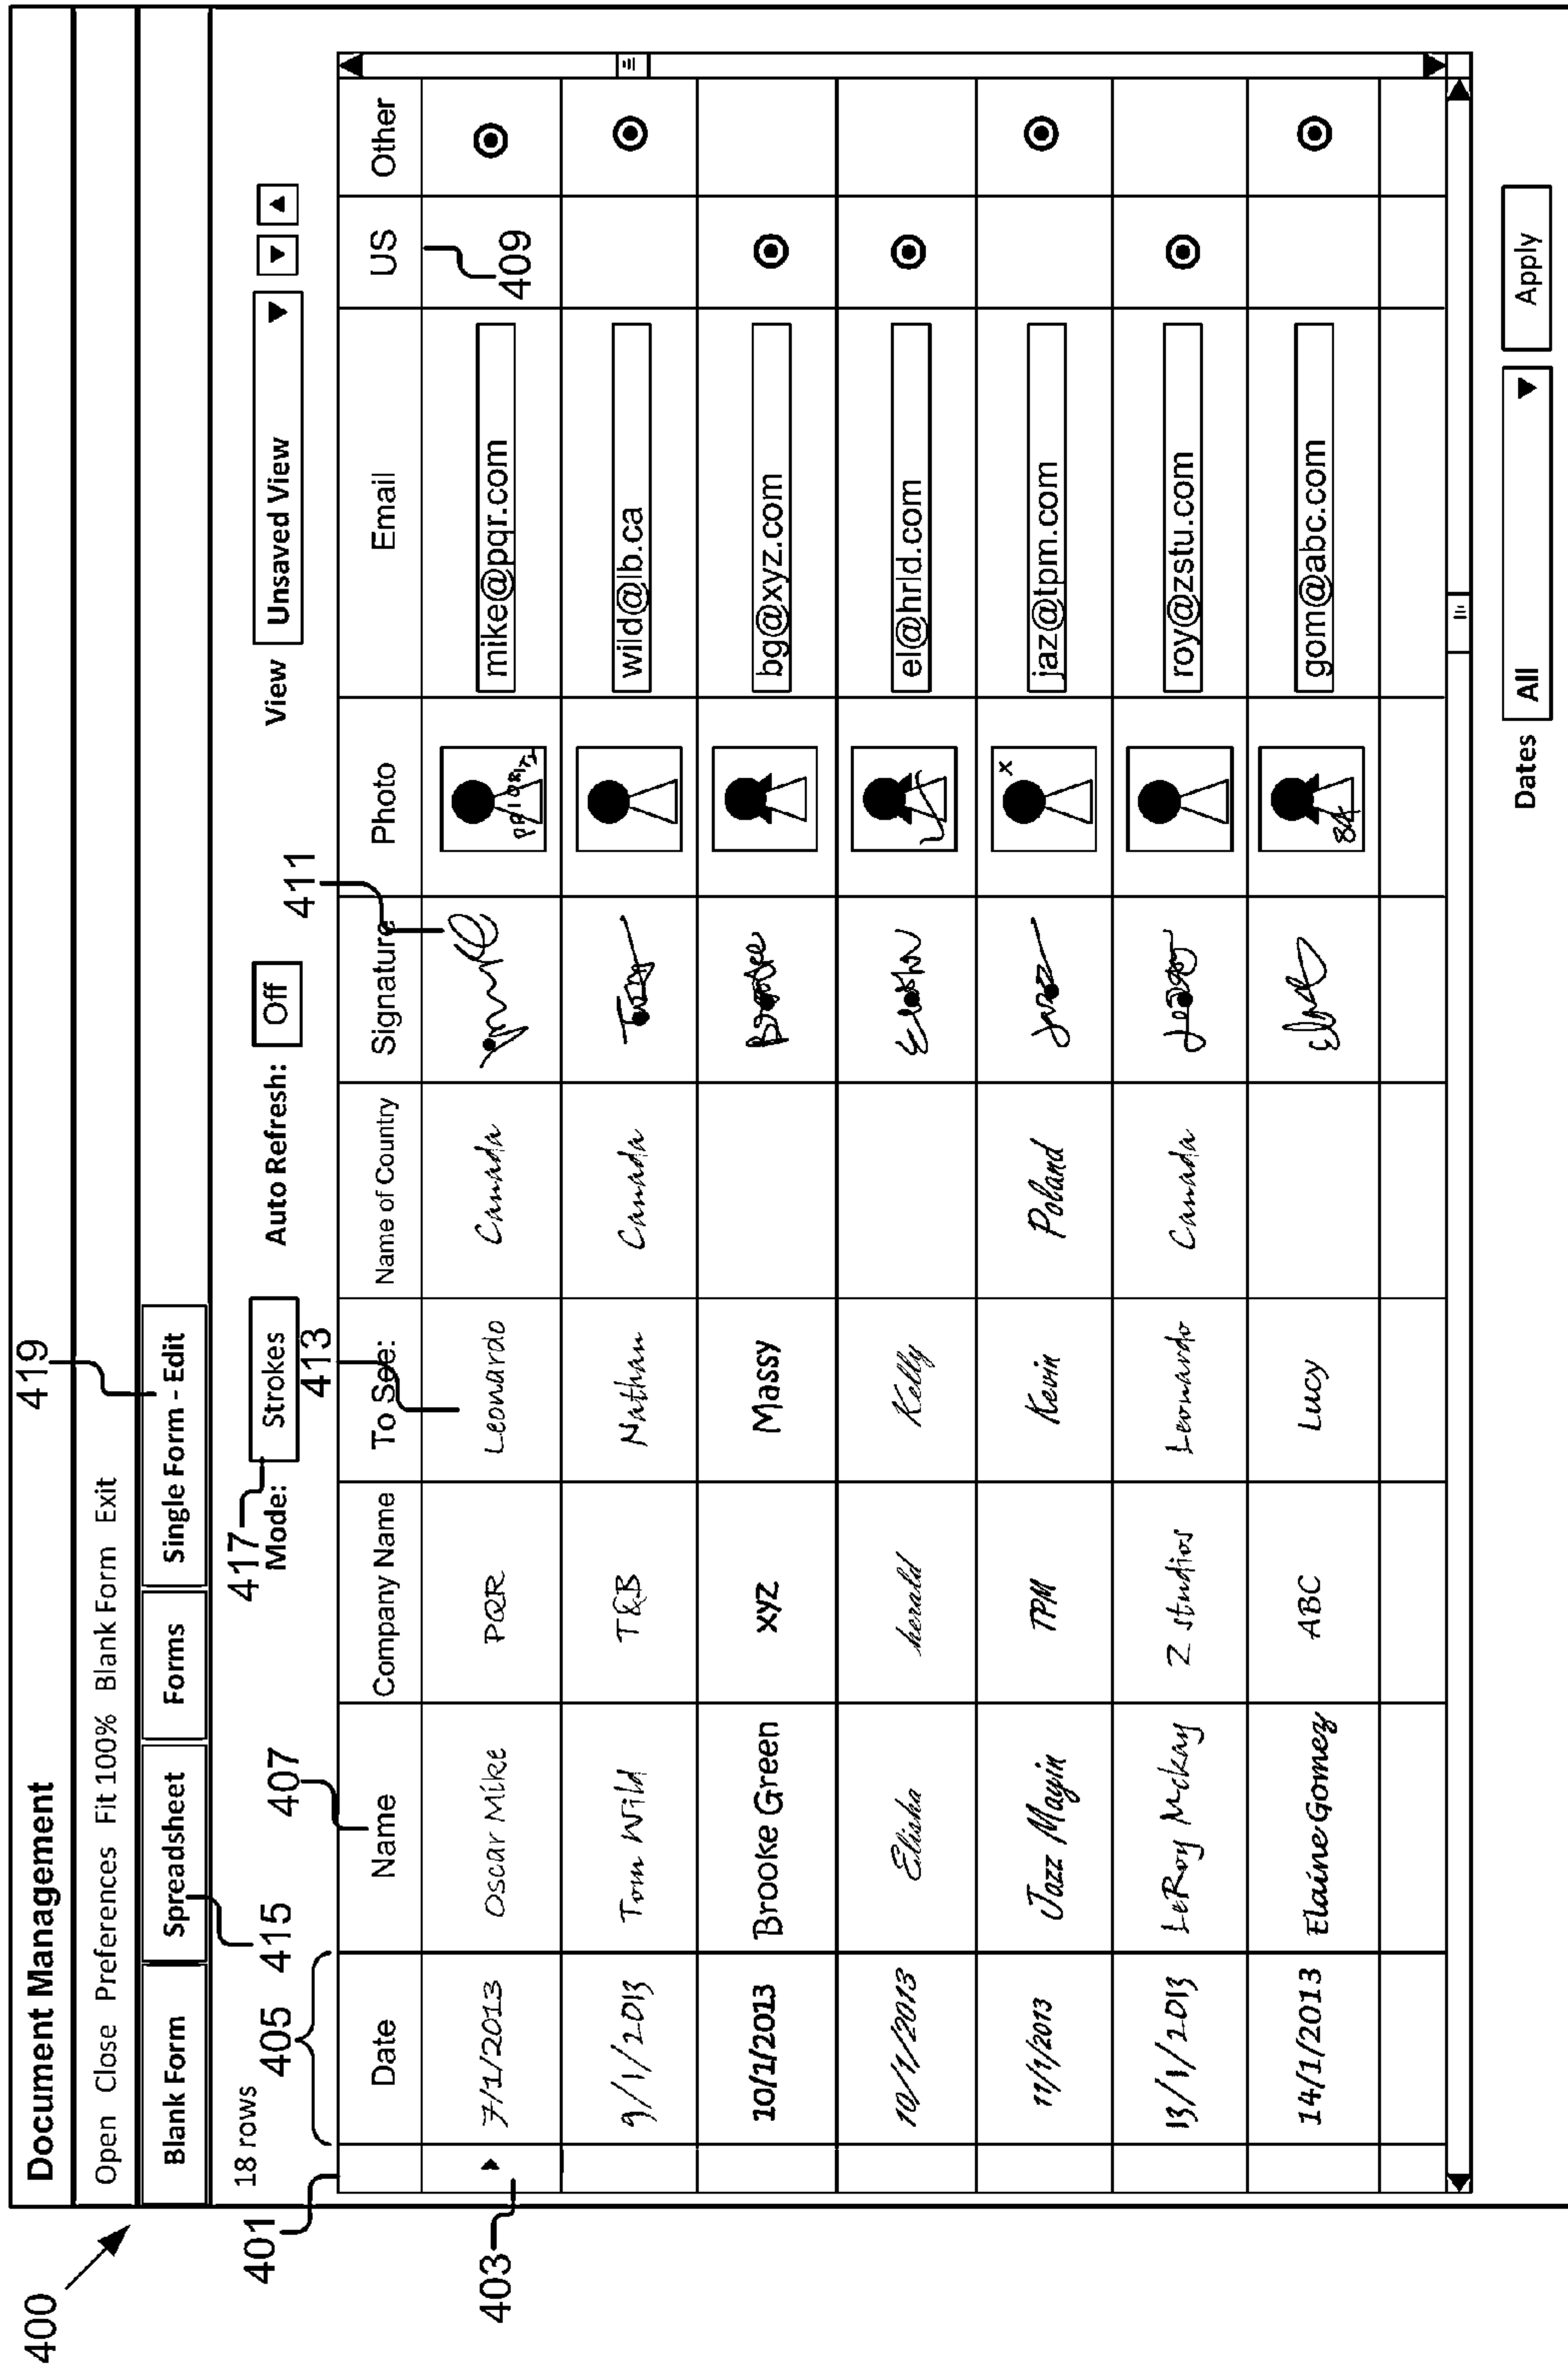 400
419
Document Management
Open Close Preferences Fit 100% Blank Form Exit
Blank Form Spreadsheet Forms Single Form - Edit
18 rows 417 Mode: Strokes Auto Refresh: Off View Unsaved View
401 405 415 407 413 411
Date Name Company Name To See: Name of Country Signature Photo Email US Other
403 409
7/1/2013 Oscar Mike PQR Leonardo Canada PRIORITY mike@pqr.com
9/1/2013 Tom Wild T&B Nathan Canada wild@lb.ca
10/1/2013 Brooke Green xyz Massy bg@xyz.com
10/1/2013 Elisha herald Kelly el@hrld.com
11/1/2013 Jazz Mayin TPM Kevin Poland x jaz@tpm.com
13/1/2013 LeRoy Mckay Z studios Leonardo Canada roy@zstu.com
14/1/2013 Elaine Gomez ABC Lucy gom@abc.com
Dates All Apply